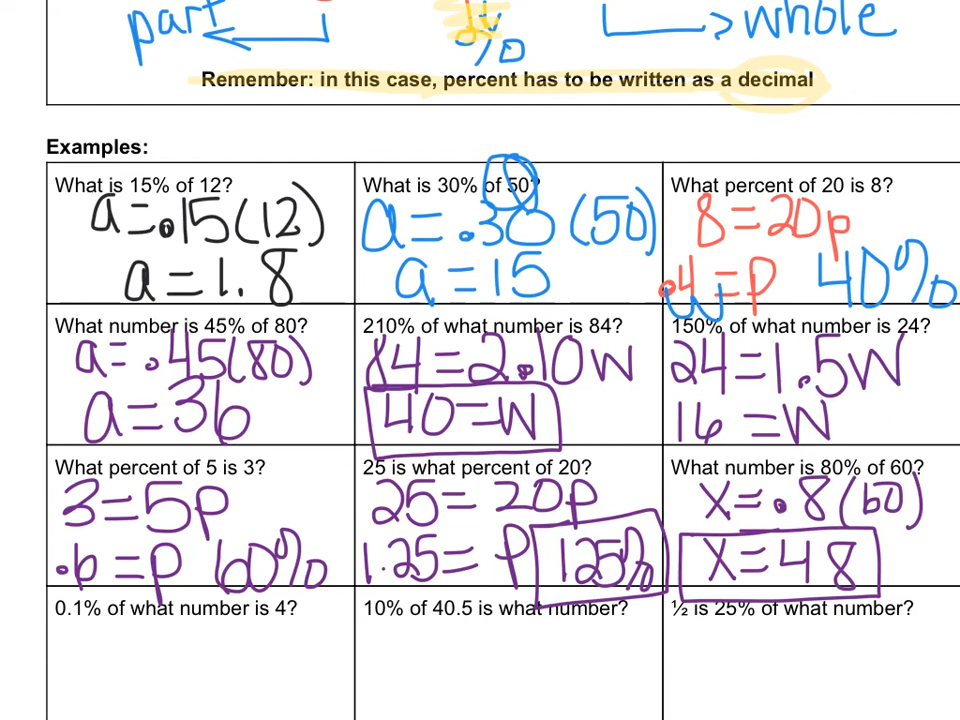 part
%
whole
Remember: in this case, percent has to be written as a decimal
Examples:
What is 15% of 12?
a=.15(12)
a=1.8
What is 30% of 50?
a=.30(50)
a=15
What percent of 20 is 8?
8=20p
.4=p 40%
What number is 45% of 80?
a=.45(80)
a=36
210% of what number is 84?
84=2.10w
40=w
150% of what number is 24?
24=1.5w
16=w
What percent of 5 is 3?
3=5p
.6=p 60%
25 is what percent of 20?
25=20p
1.25=p 125%
What number is 80% of 60?
x=.8(60)
x=48
0.1% of what number is 4?
10% of 40.5 is what number?
½ is 25% of what number?